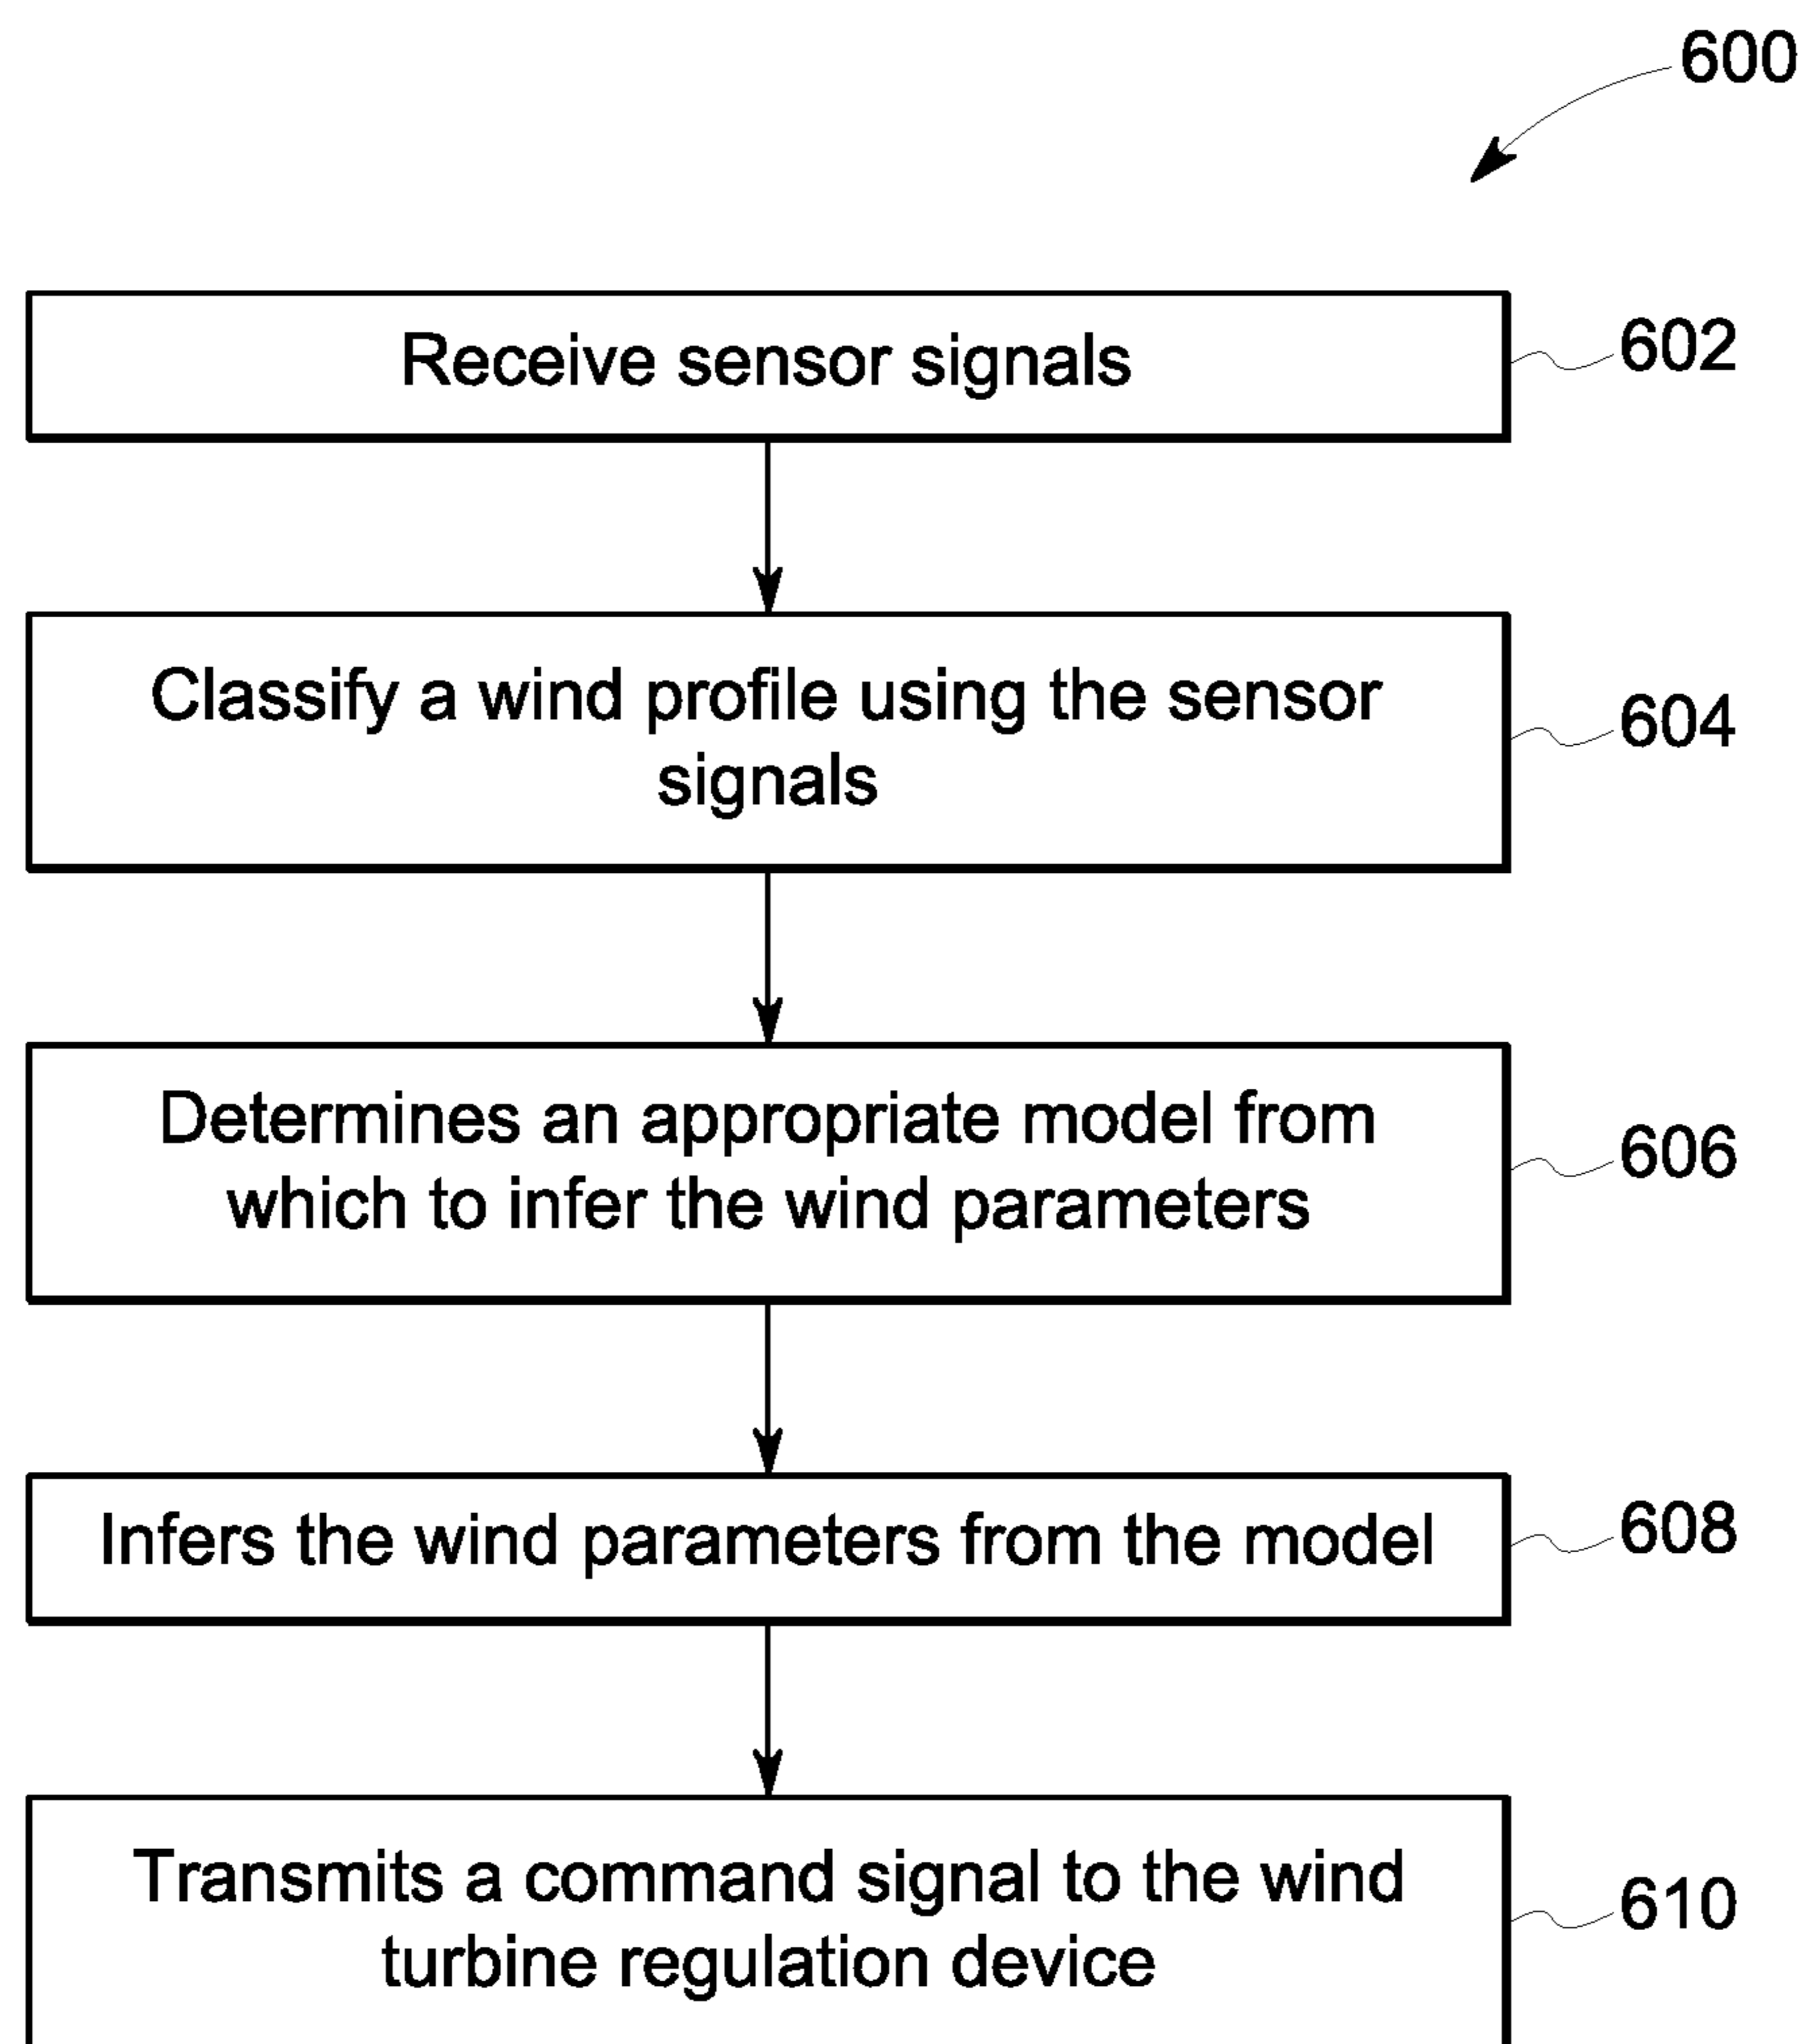 600
Receive sensor signals
602
Classify a wind profile using the sensor
signals
604
Determines an appropriate model from
which to infer the wind parameters
606
Infers the wind parameters from the model
608
Transmits a command signal to the wind
turbine regulation device
610